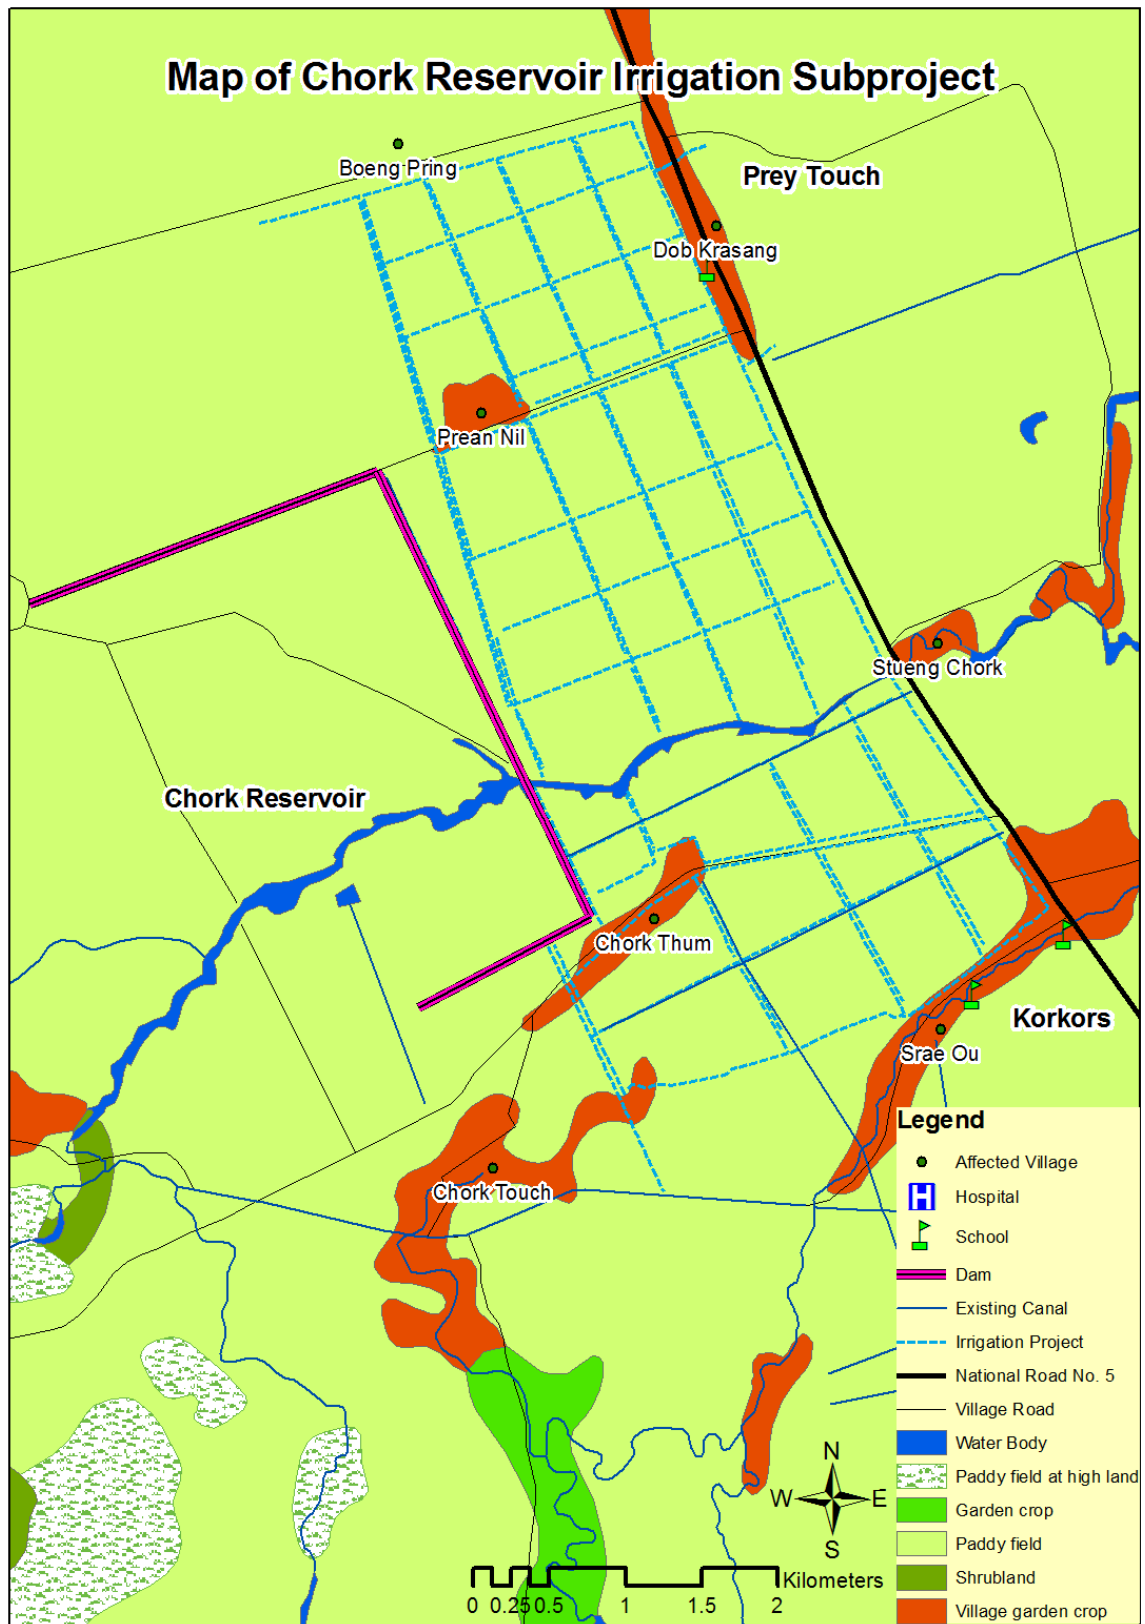 Map of Chork Reservoir Irrigation Subproject
Boeng Pring
Prey Touch
Dob Krasang
Prean Nil
Stueng Chork
Chork Reservoir
Chork Thum
Korkors
Srae Ou
Chork Touch
Legend
Affected Village
H Hospital
School
Dam
Existing Canal
Irrigation Project
National Road No. 5
Village Road
Water Body
Paddy field at high land
Garden crop
Paddy field
Shrubland
Village garden crop
N
W E
S
Kilometers
0 0.25 0.5 1 1.5 2